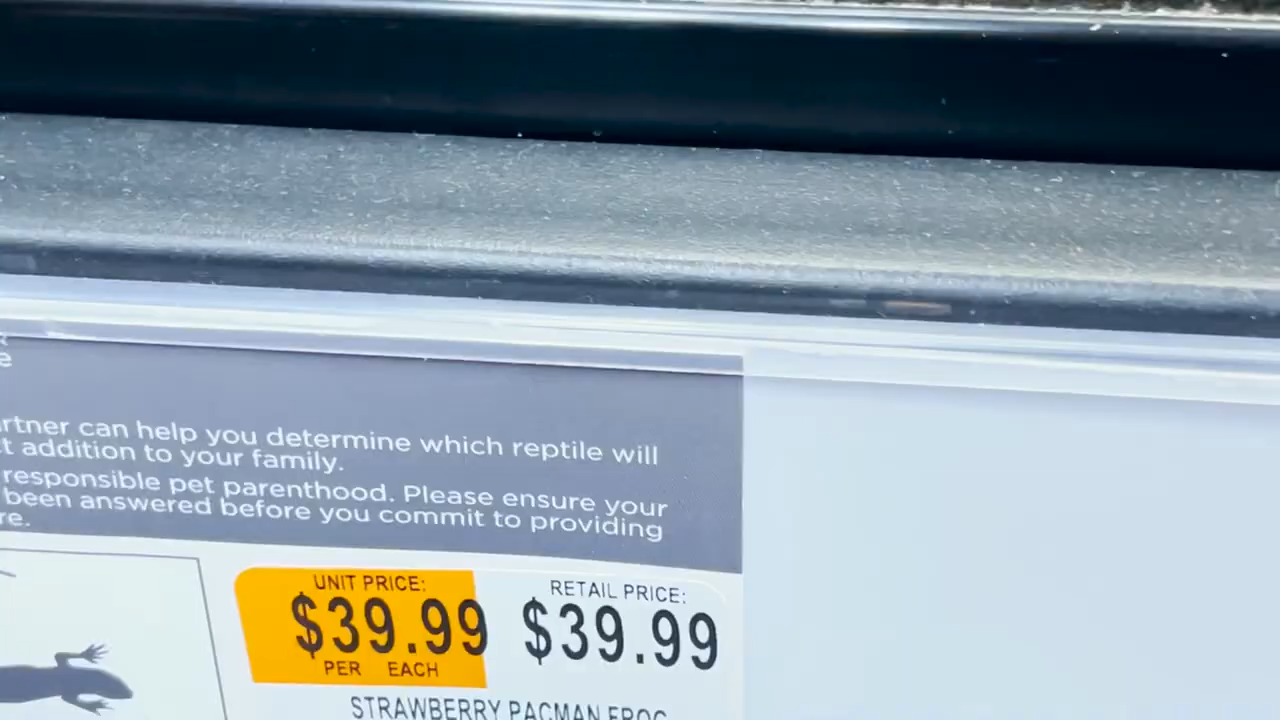 rtner can help you determine which reptile will
t addition to your family.
responsible pet parenthood. Please ensure your
been answered before you commit to providing
re.
UNIT PRICE:
$39.99
PER EACH
RETAIL PRICE:
$39.99
STRAWBERRY PACMAN FROG